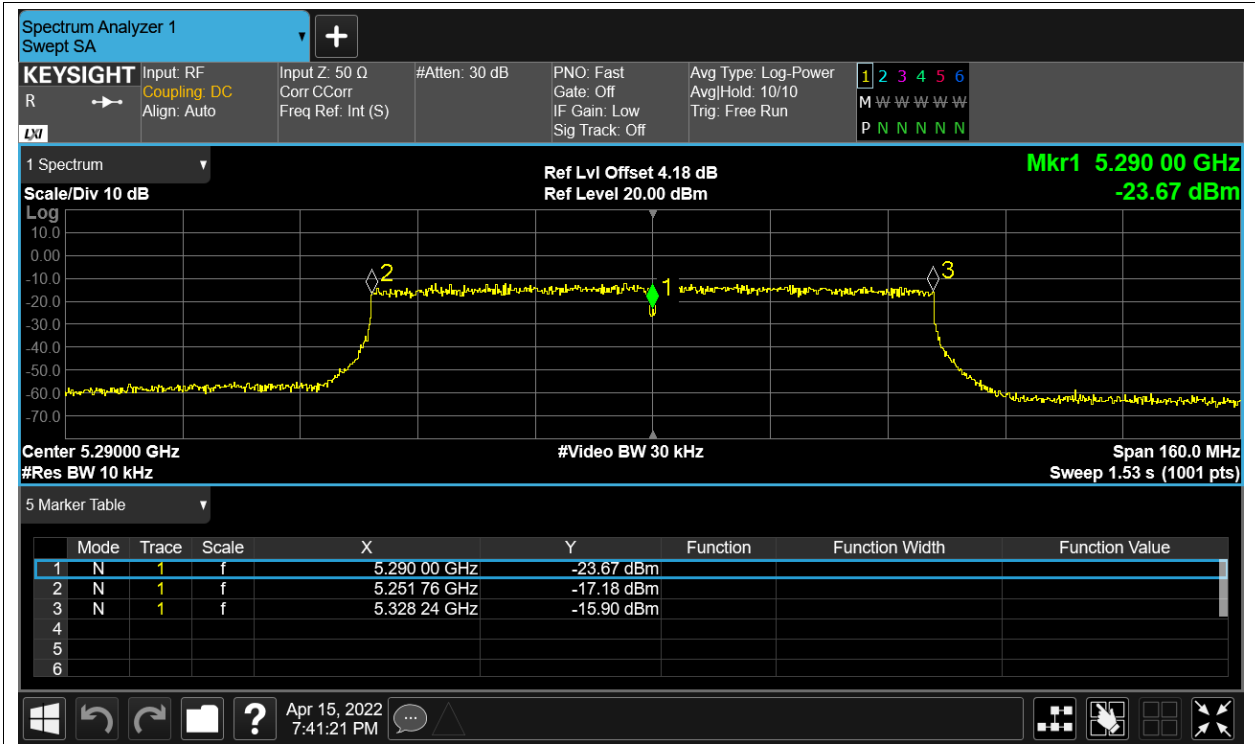 Spectrum Analyzer 1
Swept SA
KEYSIGHT
R
LXI
Input: RF
Coupling: DC
Align: Auto
Input Z: 50 Ω
Corr CCorr
Freq Ref: Int (S)
#Atten: 30 dB
PNO: Fast
Gate: Off
IF Gain: Low
Sig Track: Off
Avg Type: Log-Power
Avg|Hold: 10/10
Trig: Free Run
1 2 3 4 5 6
M W W W W W
P N N N N N
1 Spectrum
Scale/Div 10 dB
Ref Lvl Offset 4.18 dB
Ref Level 20.00 dBm
Mkr1 5.290 00 GHz
-23.67 dBm
Log
10.0
0.00
-10.0
-20.0
-30.0
-40.0
-50.0
-60.0
-70.0
2
1
3
Center 5.29000 GHz
#Video BW 30 kHz
Span 160.0 MHz
#Res BW 10 kHz
Sweep 1.53 s (1001 pts)
5 Marker Table
Mode Trace Scale X Y Function Function Width Function Value
1 N 1 f 5.290 00 GHz -23.67 dBm
2 N 1 f 5.251 76 GHz -17.18 dBm
3 N 1 f 5.328 24 GHz -15.90 dBm
4
5
6
?
Apr 15, 2022
7:41:21 PM